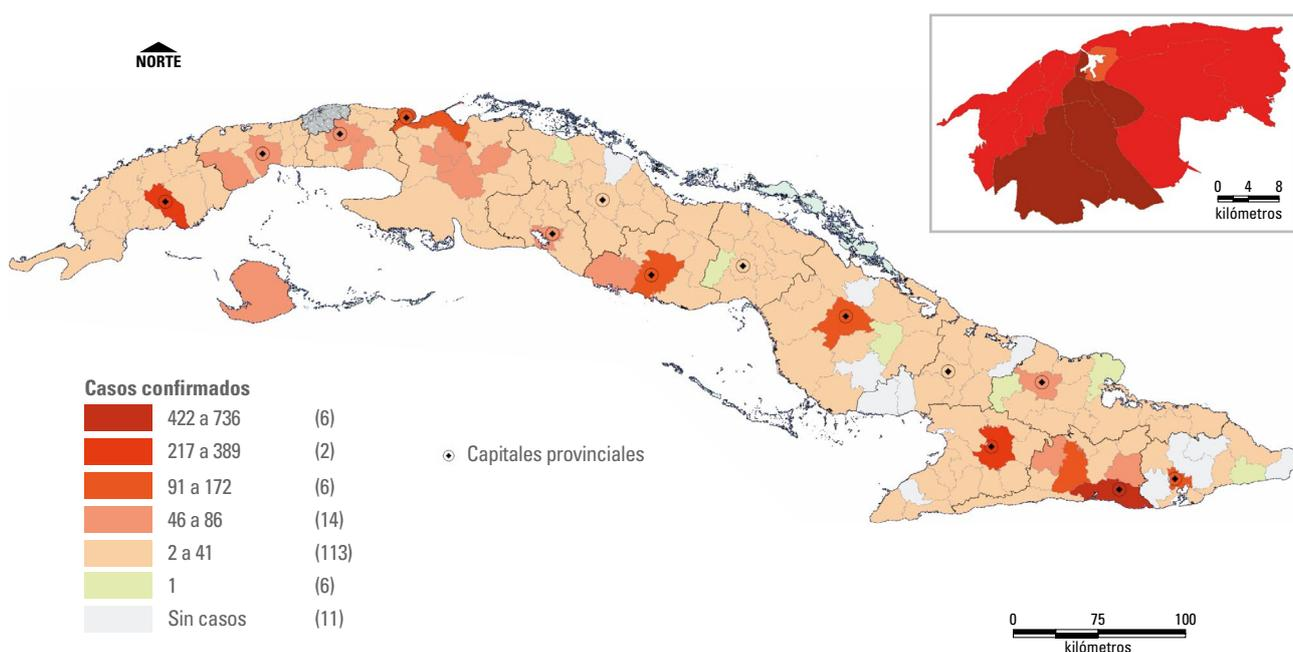 NORTE
0 4 8
kilómetros
Casos confirmados
422 a 736 (6)
217 a 389 (2)
91 a 172 (6)
46 a 86 (14)
2 a 41 (113)
1 (6)
Sin casos (11)
Capitales provinciales
0 75 100
kilómetros